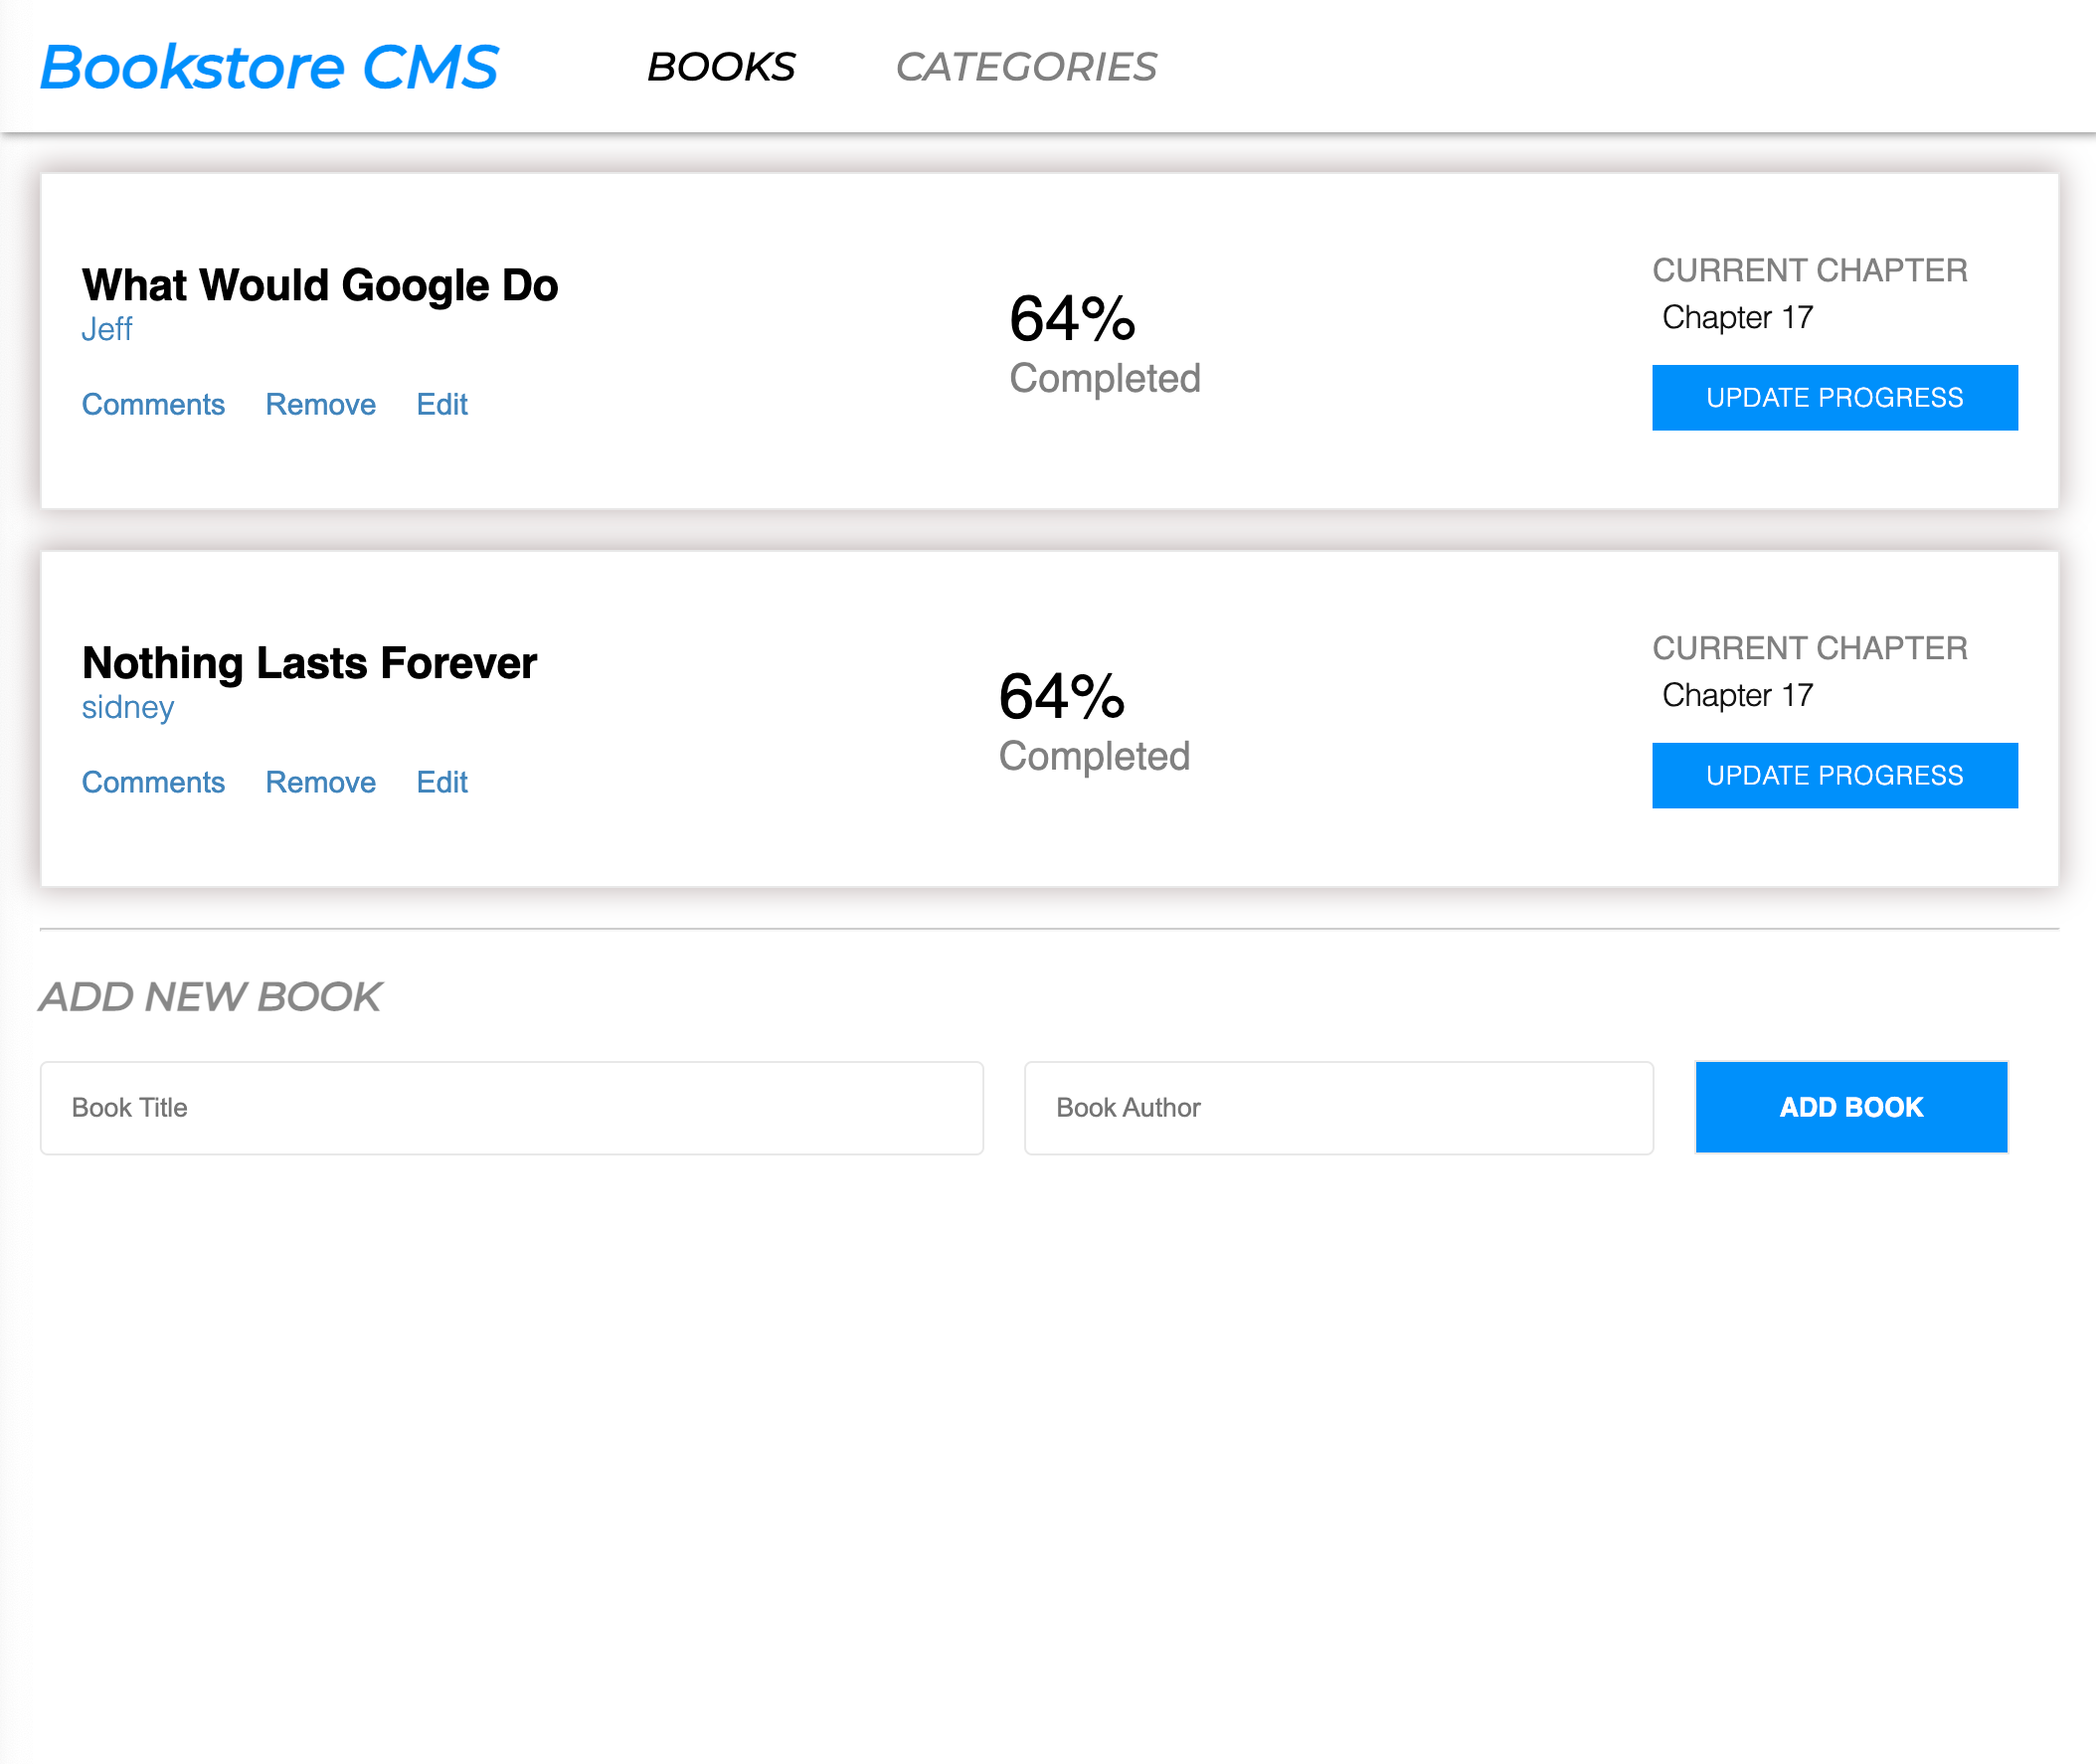 Bookstore CMS BOOKS CATEGORIES
What Would Google Do
Jeff
Comments Remove Edit
64%
Completed
CURRENT CHAPTER
Chapter 17
UPDATE PROGRESS
Nothing Lasts Forever
sidney
Comments Remove Edit
64%
Completed
CURRENT CHAPTER
Chapter 17
UPDATE PROGRESS
ADD NEW BOOK
Book Title Book Author ADD BOOK